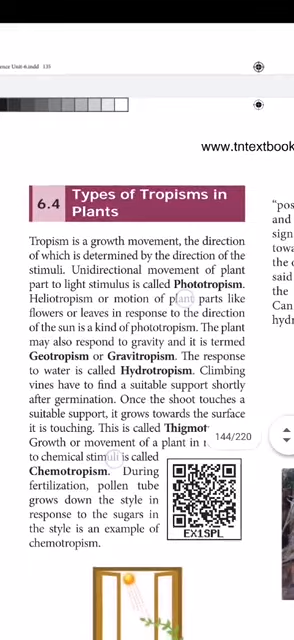 ence Unit-6.indd 135
www.tntextbook
6.4 Types of Tropisms in
Plants
Tropism is a growth movement, the direction
of which is determined by the direction of the
stimuli. Unidirectional movement of plant
part to light stimulus is called Phototropism.
Heliotropism or motion of plant parts like
flowers or leaves in response to the direction
of the sun is a kind of phototropism. The plant
may also respond to gravity and it is termed
Geotropism or Gravitropism. The response
to water is called Hydrotropism. Climbing
vines have to find a suitable support shortly
after germination. Once the shoot touches a
suitable support, it grows towards the surface
it is touching. This is called Thigmot
Growth or movement of a plant in
to chemical stimuli is called
Chemotropism. During
fertilization, pollen tube
grows down the style in
response to the sugars in
the style is an example of
chemotropism.
144/220
EX1SPL
"pos
and
sign
towa
the
said
the
Can
hydr